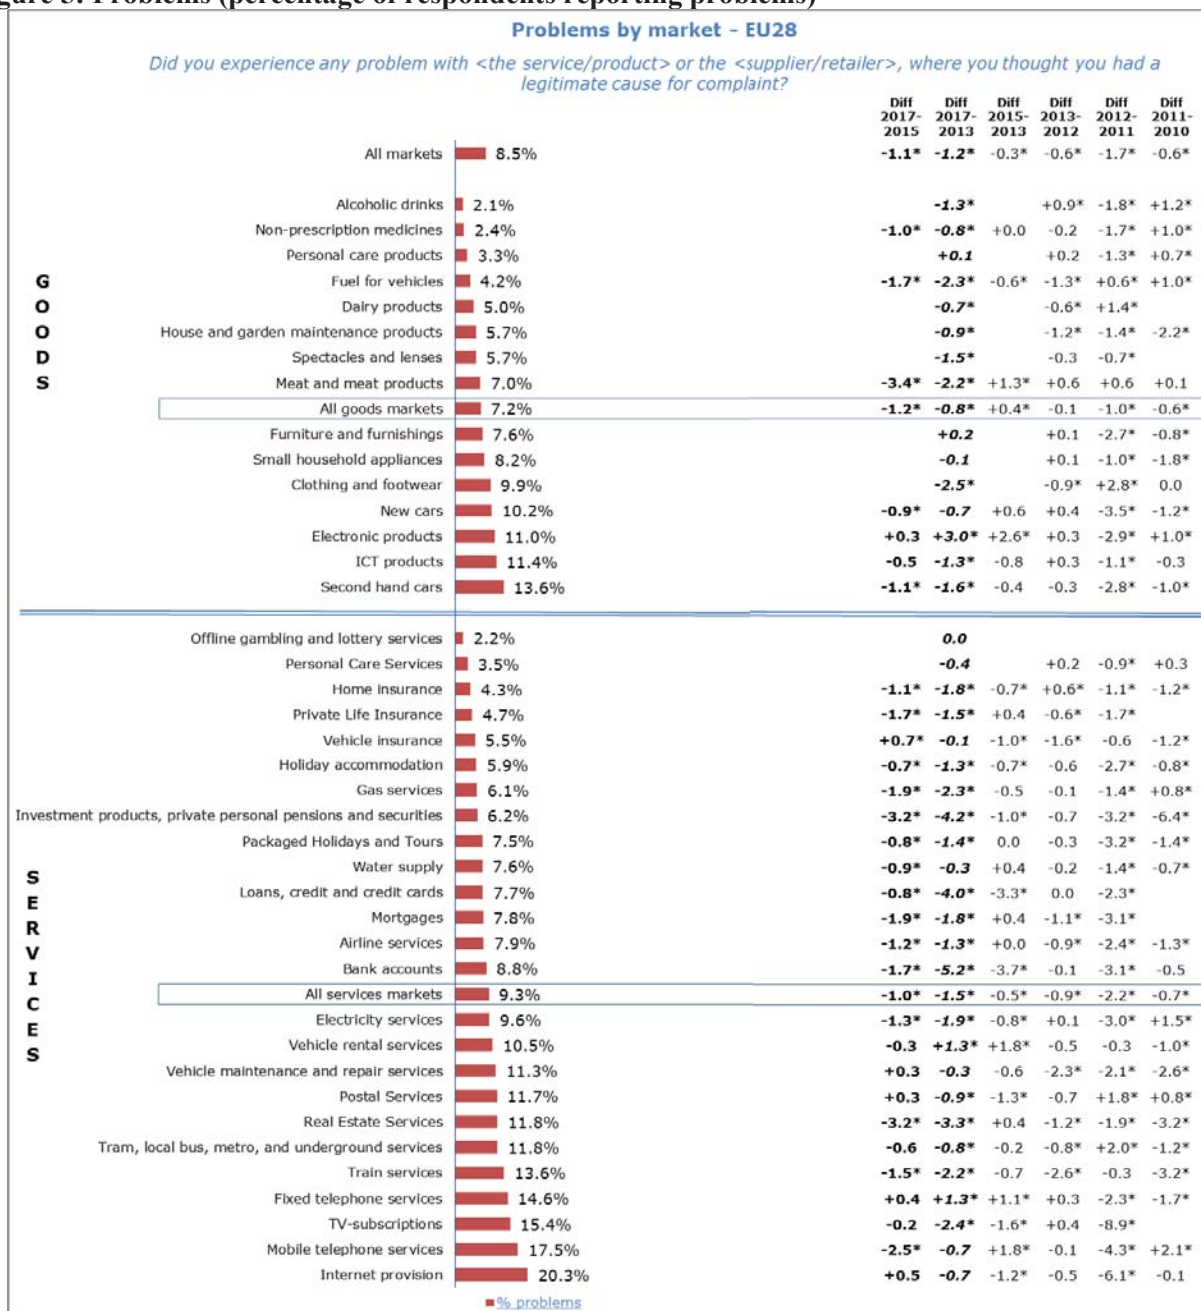 Figure 3: Problems (percentage of respondents reporting problems)
Problems by market - EU28
Did you experience any problem with <the service/product> or the <supplier/retailer>, where you thought you had a
legitimate cause for complaint?
Diff Diff Diff Diff Diff Diff
2017- 2017- 2015- 2013- 2012- 2011-
2015 2013 2013 2012 2011 2010
All markets 8.5% -1.1* -1.2* -0.3* -0.6* -1.7* -0.6*
GOODS
Alcoholic drinks 2.1% -1.3* +0.9* -1.8* +1.2*
Non-prescription medicines 2.4% -1.0* -0.8* +0.0 -0.2 -1.7* +1.0*
Personal care products 3.3% +0.1 +0.2 -1.3* +0.7*
Fuel for vehicles 4.2% -1.7* -2.3* -0.6* -1.3* +0.6* +1.0*
Dairy products 5.0% -0.7* -0.6* +1.4*
House and garden maintenance products 5.7% -0.9* -1.2* -1.4* -2.2*
Spectacles and lenses 5.7% -1.5* -0.3 -0.7*
Meat and meat products 7.0% -3.4* -2.2* +1.3* +0.6 +0.6 +0.1
All goods markets 7.2% -1.2* -0.8* +0.4* -0.1 -1.0* -0.6*
Furniture and furnishings 7.6% +0.2 +0.1 -2.7* -0.8*
Small household appliances 8.2% -0.1 +0.1 -1.0* -1.8*
Clothing and footwear 9.9% -2.5* -0.9* +2.8* 0.0
New cars 10.2% -0.9* -0.7 +0.6 +0.4 -3.5* -1.2*
Electronic products 11.0% +0.3 +3.0* +2.6* +0.3 -2.9* +1.0*
ICT products 11.4% -0.5 -1.3* -0.8 +0.3 -1.1* -0.3
Second hand cars 13.6% -1.1* -1.6* -0.4 -0.3 -2.8* -1.0*
SERVICES
Offline gambling and lottery services 2.2% 0.0
Personal Care Services 3.5% -0.4 +0.2 -0.9* +0.3
Home insurance 4.3% -1.1* -1.8* -0.7* +0.6* -1.1* -1.2*
Private Life Insurance 4.7% -1.7* -1.5* +0.4 -0.6* -1.7*
Vehicle insurance 5.5% +0.7* -0.1 -1.0* -1.6* -0.6 -1.2*
Holiday accommodation 5.9% -0.7* -1.3* -0.7* -0.6 -2.7* -0.8*
Gas services 6.1% -1.9* -2.3* -0.5 -0.1 -1.4* +0.8*
Investment products, private personal pensions and securities 6.2% -3.2* -4.2* -1.0* -0.7 -3.2* -6.4*
Packaged Holidays and Tours 7.5% -0.8* -1.4* 0.0 -0.3 -3.2* -1.4*
Water supply 7.6% -0.9* -0.3 +0.4 -0.2 -1.4* -0.7*
Loans, credit and credit cards 7.7% -0.8* -4.0* -3.3* 0.0 -2.3*
Mortgages 7.8% -1.9* -1.8* +0.4 -1.1* -3.1*
Airline services 7.9% -1.2* -1.3* +0.0 -0.9* -2.4* -1.3*
Bank accounts 8.8% -1.7* -5.2* -3.7* -0.1 -3.1* -0.5
All services markets 9.3% -1.0* -1.5* -0.5* -0.9* -2.2* -0.7*
Electricity services 9.6% -1.3* -1.9* -0.8* +0.1 -3.0* +1.5*
Vehicle rental services 10.5% -0.3 +1.3* +1.8* -0.5 -0.3 -1.0*
Vehicle maintenance and repair services 11.3% +0.3 -0.3 -0.6 -2.3* -2.1* -2.6*
Postal Services 11.7% +0.3 -0.9* -1.3* -0.7 +1.8* +0.8*
Real Estate Services 11.8% -3.2* -3.3* +0.4 -1.2* -1.9* -3.2*
Tram, local bus, metro, and underground services 11.8% -0.6 -0.8* -0.2 -0.8* +2.0* -1.2*
Train services 13.6% -1.5* -2.2* -0.7 -2.6* -0.3 -3.2*
Fixed telephone services 14.6% +0.4 +1.3* +1.1* +0.3 -2.3* -1.7*
TV-subscriptions 15.4% -0.2 -2.4* -1.6* +0.4 -8.9*
Mobile telephone services 17.5% -2.5* -0.7 +1.8* -0.1 -4.3* +2.1*
Internet provision 20.3% +0.5 -0.7 -1.2* -0.5 -6.1* -0.1
% problems